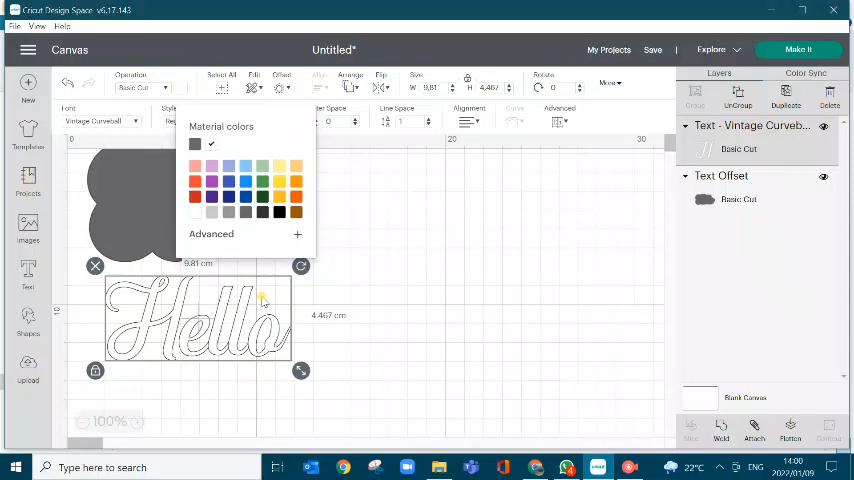 Cricut Design Space v6.17.143
File View Help
Canvas
Untitled*
My Projects Save | Explore Make It
Operation
Basic Cut
Select All Edit Offset Align Arrange Flip
Size
W 9,81 H 4,467
Rotate
0
More
Layers Color Sync
Group UnGroup Duplicate Delete
Font
Vintage Curveball
Style
Line Space
1
Alignment Curve Advanced
0
Material colors
Advanced +
New
Templates
Projects
Images
Text
Shapes
Upload
0 20 30
10
9.81 cm
4.467 cm
Hello
100%
Text - Vintage Curveb...
Basic Cut
Text Offset
Basic Cut
Blank Canvas
Slice Weld Attach Flatten Contour
Type here to search
cricut
4
22°C
ENG
14:00
2022/01/09